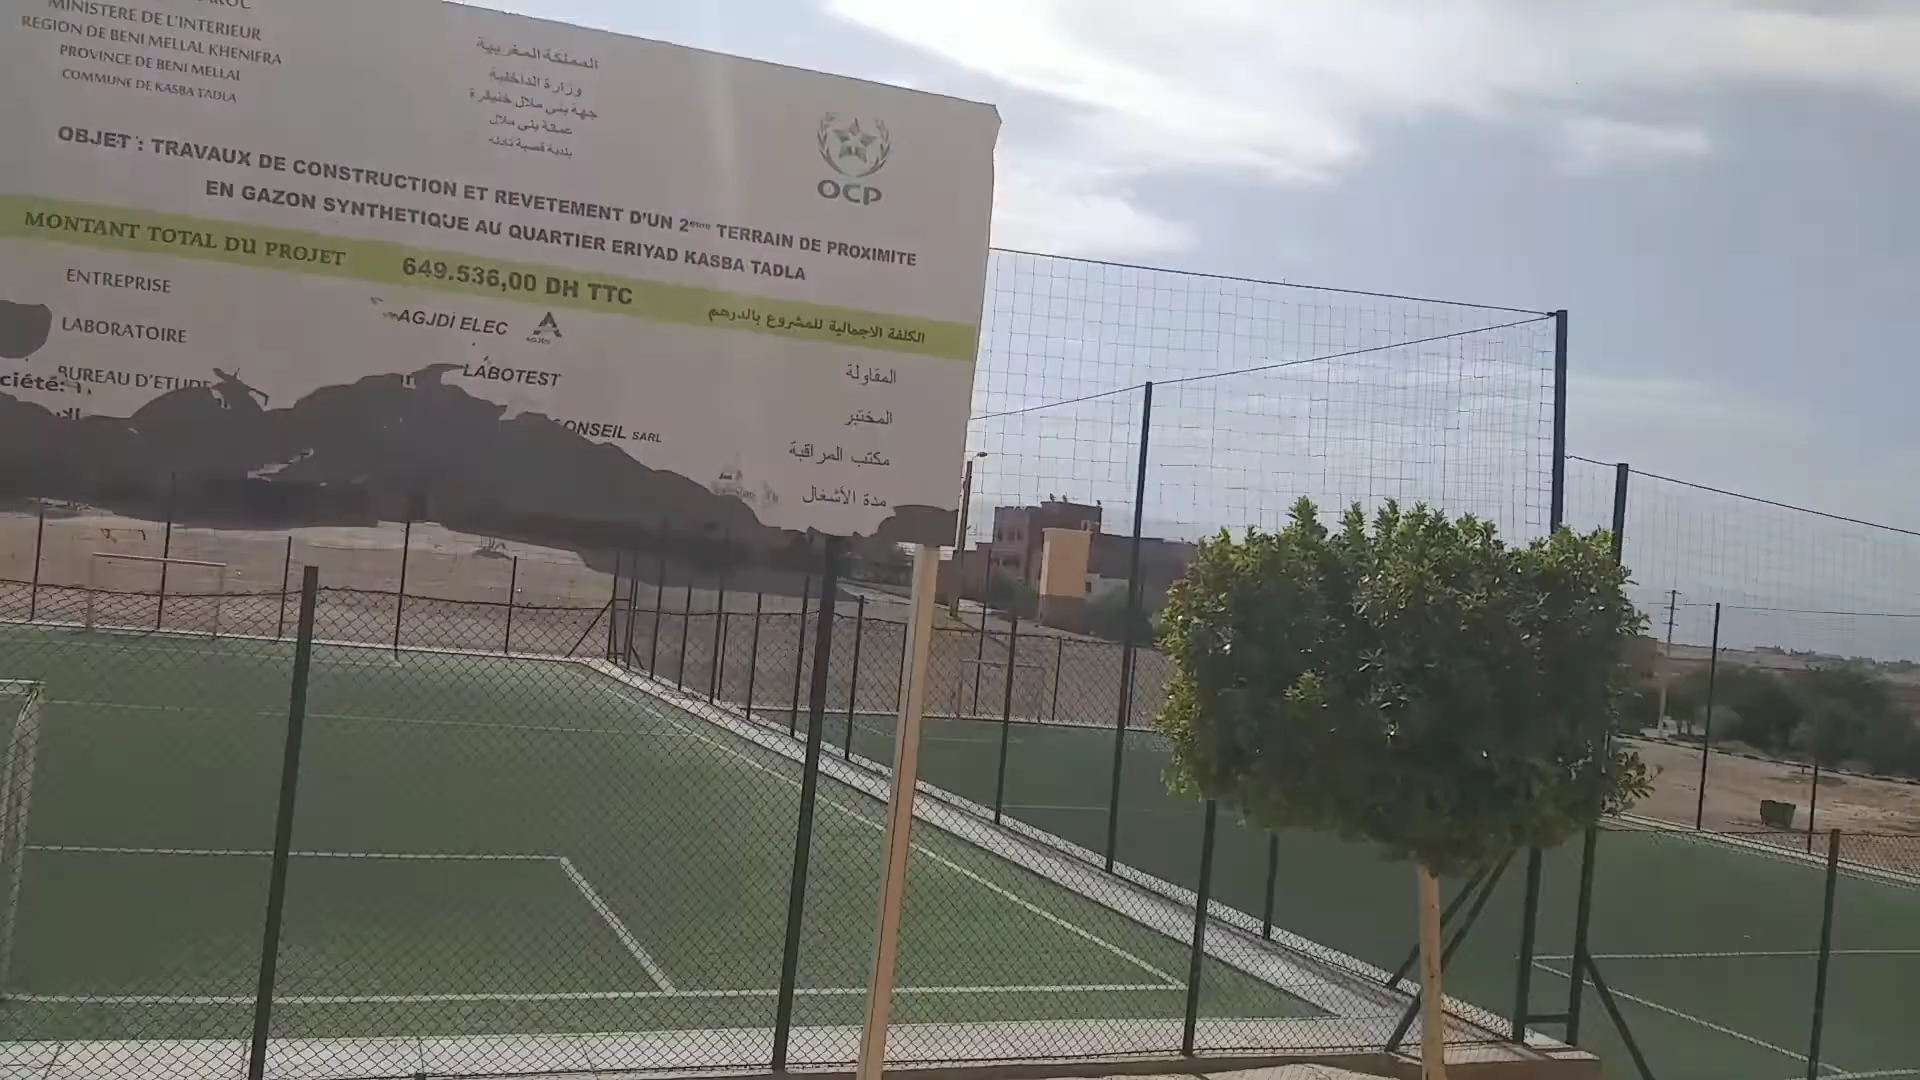 MINISTERE DE L'INTERIEUR
REGION DE BENI MELLAL KHENIFRA
PROVINCE DE BENI MELLAL
COMMUNE DE KASBA TADLA
المملكة المغربية
وزارة الداخلية
جهة بني ملال خنيفرة
عمالة بني ملال
بلدية قصبة تادلة
OCP
OBJET : TRAVAUX DE CONSTRUCTION ET REVETEMENT D'UN 2ème TERRAIN DE PROXIMITE
EN GAZON SYNTHETIQUE AU QUARTIER ERIYAD KASBA TADLA
MONTANT TOTAL DU PROJET 649.536,00 DH TTC الكلفة الاجمالية للمشروع بالدرهم
ENTREPRISE AGJDİ ELEC المقاولة
LABORATOIRE LABOTEST المختبر
BUREAU D'ETUDE CONSEIL SARL مكتب المراقبة
مدة الأشغال